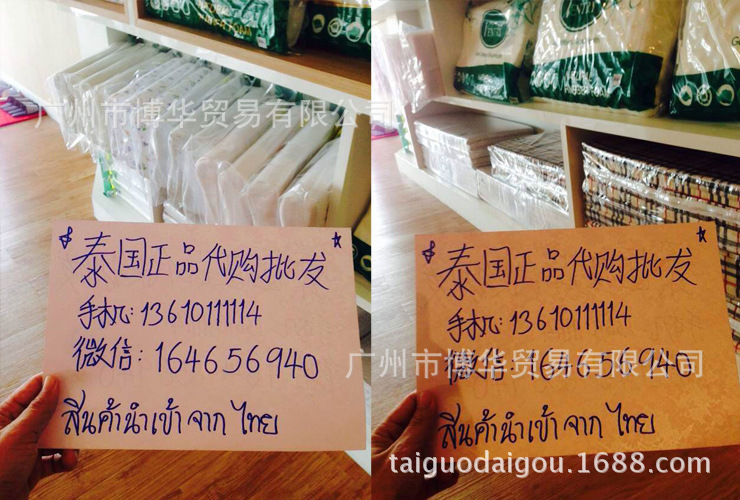 广州市博华贸易有限公司
泰国正品代购批发
手机:13610111114
微信:164656940
สินค้านำเข้าจากไทย
泰国正品代购批发
手机:13610111114
广州市博华贸易有限公司
微信:164656940
สินค้านำเข้าจากไทย
taiguodaigou.1688.com